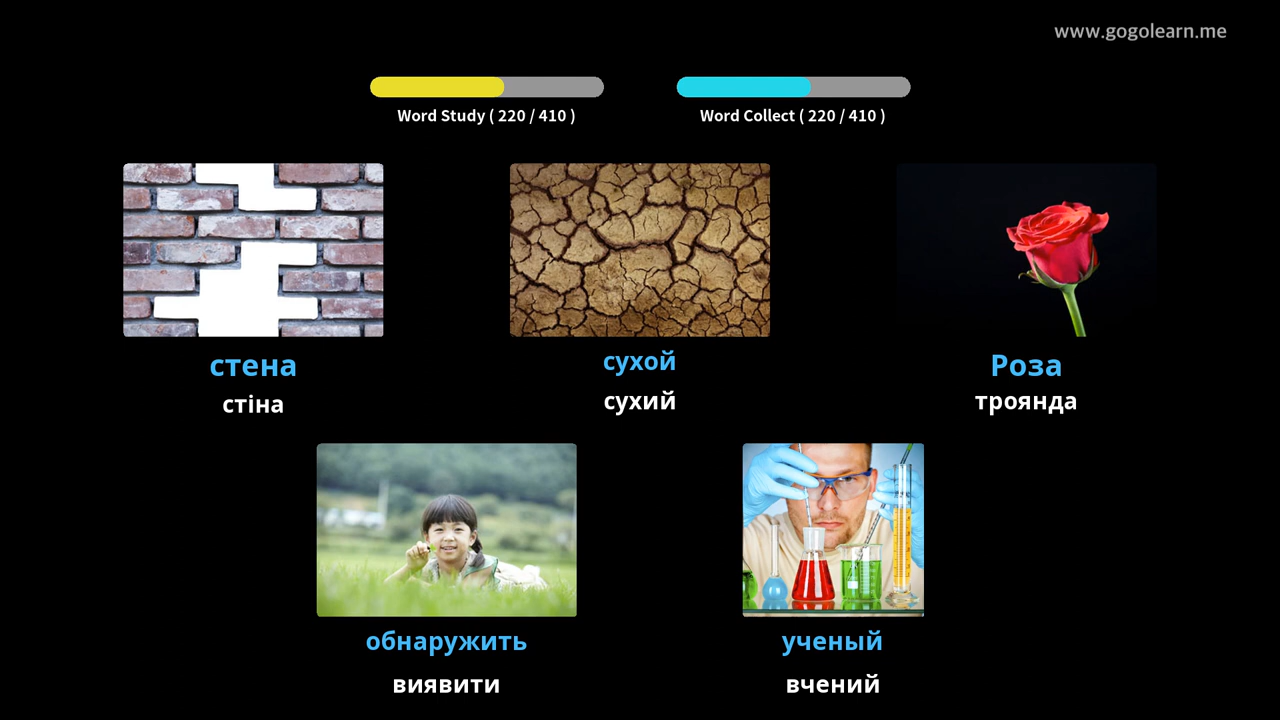 www.gogolearn.me
Word Study ( 220 / 410 )
Word Collect ( 220 / 410 )
стена
стіна
сухой
сухий
Роза
троянда
обнаружить
виявити
ученый
вчений